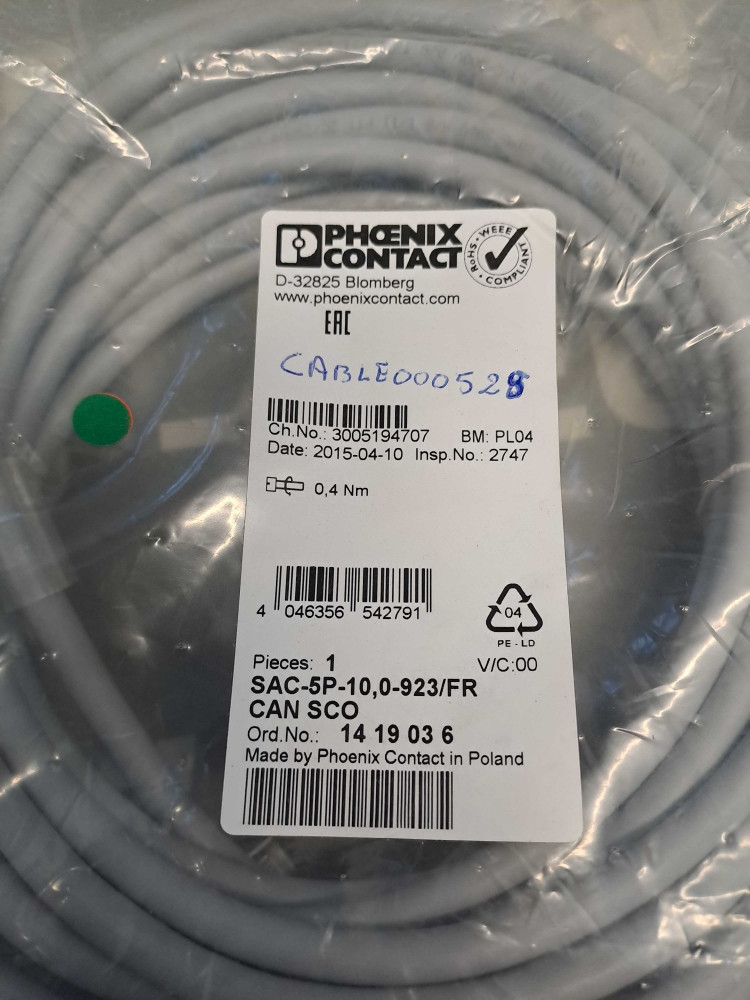 PHŒNIX
CONTACT
WEEE
RoHS
COMPLIANT
D-32825 Blomberg
www.phoenixcontact.com
EAC
Ch.No.: 3005194707 BM: PL04
Date: 2015-04-10 Insp.No.: 2747
0,4 Nm
4 046356 542791
04
PE-LD
Pieces: 1 V/C:00
SAC-5P-10,0-923/FR
CAN SCO
Ord.No.: 14 19 03 6
Made by Phoenix Contact in Poland